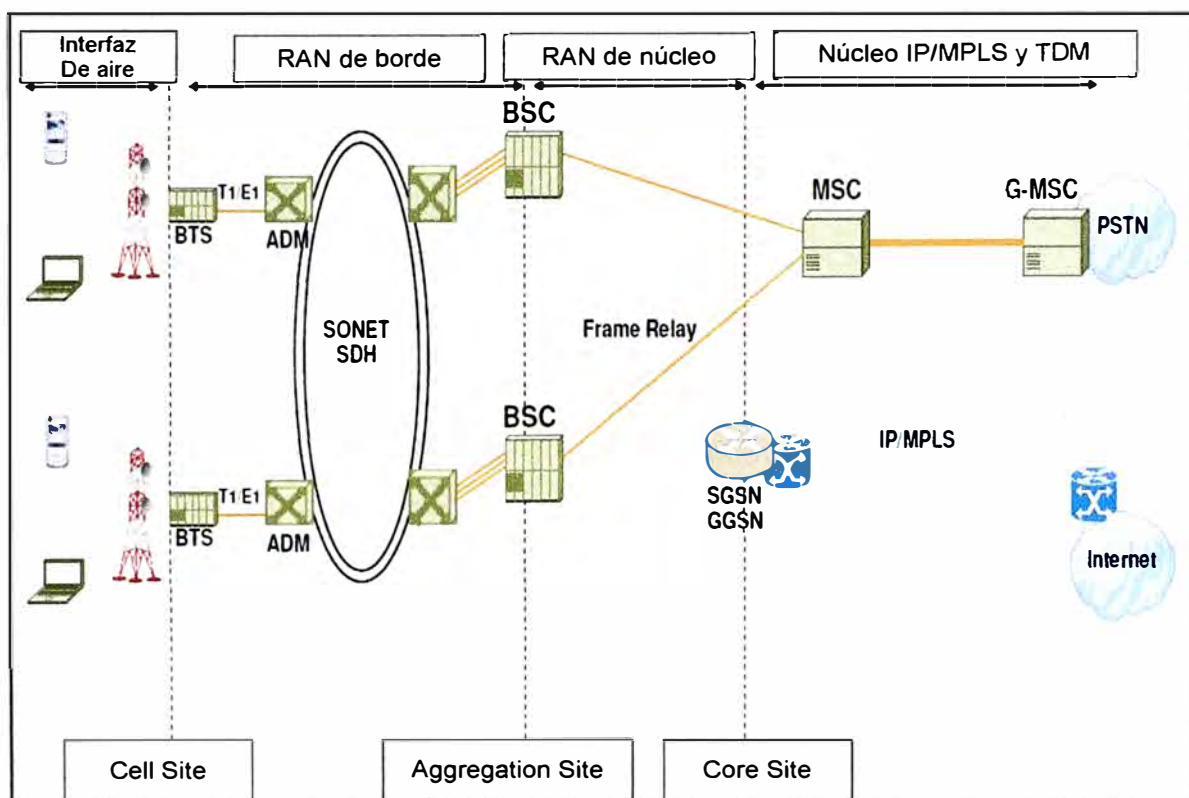 Interfaz
De aire
RAN de borde
RAN de núcleo
Núcleo IP/MPLS y TDM
BSC
T1/E1
BTS
ADM
MSC
G-MSC
PSTN
SONET
SDH
Frame Relay
BSC
T1/E1
BTS
ADM
IP/MPLS
SGSN
GGSN
Internet
Cell Site
Aggregation Site
Core Site